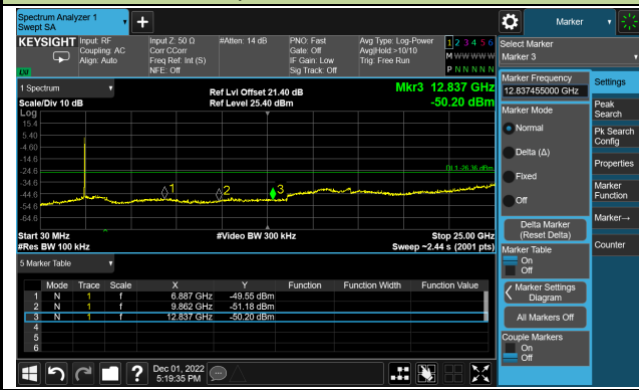 Spectrum Analyzer 1
Swept SA
Marker
KEYSIGHT
Input: RF
Coupling: AC
Align: Auto
Input Z: 50 Ω
Corr CCorr
Freq Ref: Int (S)
NFE: Off
#Atten: 14 dB
PNO: Fast
Gate: Off
IF Gain: Low
Sig Track: Off
Avg Type: Log-Power
Avg|Hold:>10/10
Trig: Free Run
1 2 3 4 5 6
M W W W W W
P N N N N N
Select Marker
Marker 3
1 Spectrum
Scale/Div 10 dB
Ref Lvl Offset 21.40 dB
Ref Level 25.40 dBm
Mkr3 12.837 GHz
-50.20 dBm
Log
15.4
5.40
-4.60
-14.6
-24.6
-34.6
-44.6
-54.6
-64.6
1
2
3
Start 30 MHz
#Res BW 100 kHz
#Video BW 300 kHz
Stop 25.00 GHz
Sweep ~2.44 s (2001 pts)
5 Marker Table
Mode Trace Scale X Y Function Function Width Function Value
1 N 1 f 6.887 GHz -49.55 dBm
2 N 1 f 9.862 GHz -51.18 dBm
3 N 1 f 12.837 GHz -50.20 dBm
4
5
6
Marker Frequency
12.837455000 GHz
Marker Mode
Normal
Delta (Δ)
Fixed
Off
Delta Marker
(Reset Delta)
Marker Table
On
Off
Marker Settings
Diagram
All Markers Off
Couple Markers
On
Off
Settings
Peak
Search
Pk Search
Config
Properties
Marker
Function
Marker→
Counter
Dec 01, 2022
5:19:35 PM